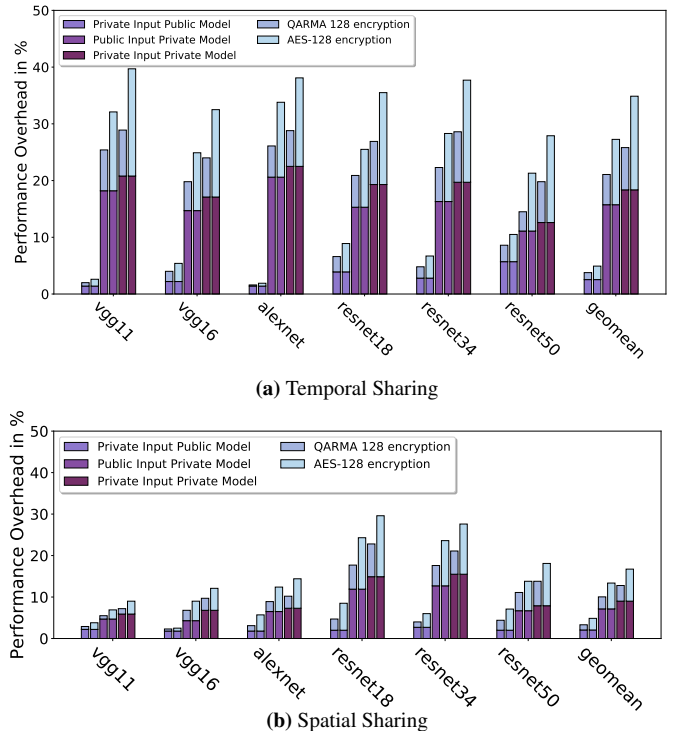 50
40
30
20
10
0
Performance Overhead in %
Private Input Public Model
Public Input Private Model
Private Input Private Model
QARMA 128 encryption
AES-128 encryption
vgg11
vgg16
alexnet
resnet18
resnet34
resnet50
geomean
(a) Temporal Sharing
50
40
30
20
10
0
Performance Overhead in %
Private Input Public Model
Public Input Private Model
Private Input Private Model
QARMA 128 encryption
AES-128 encryption
vgg11
vgg16
alexnet
resnet18
resnet34
resnet50
geomean
(b) Spatial Sharing